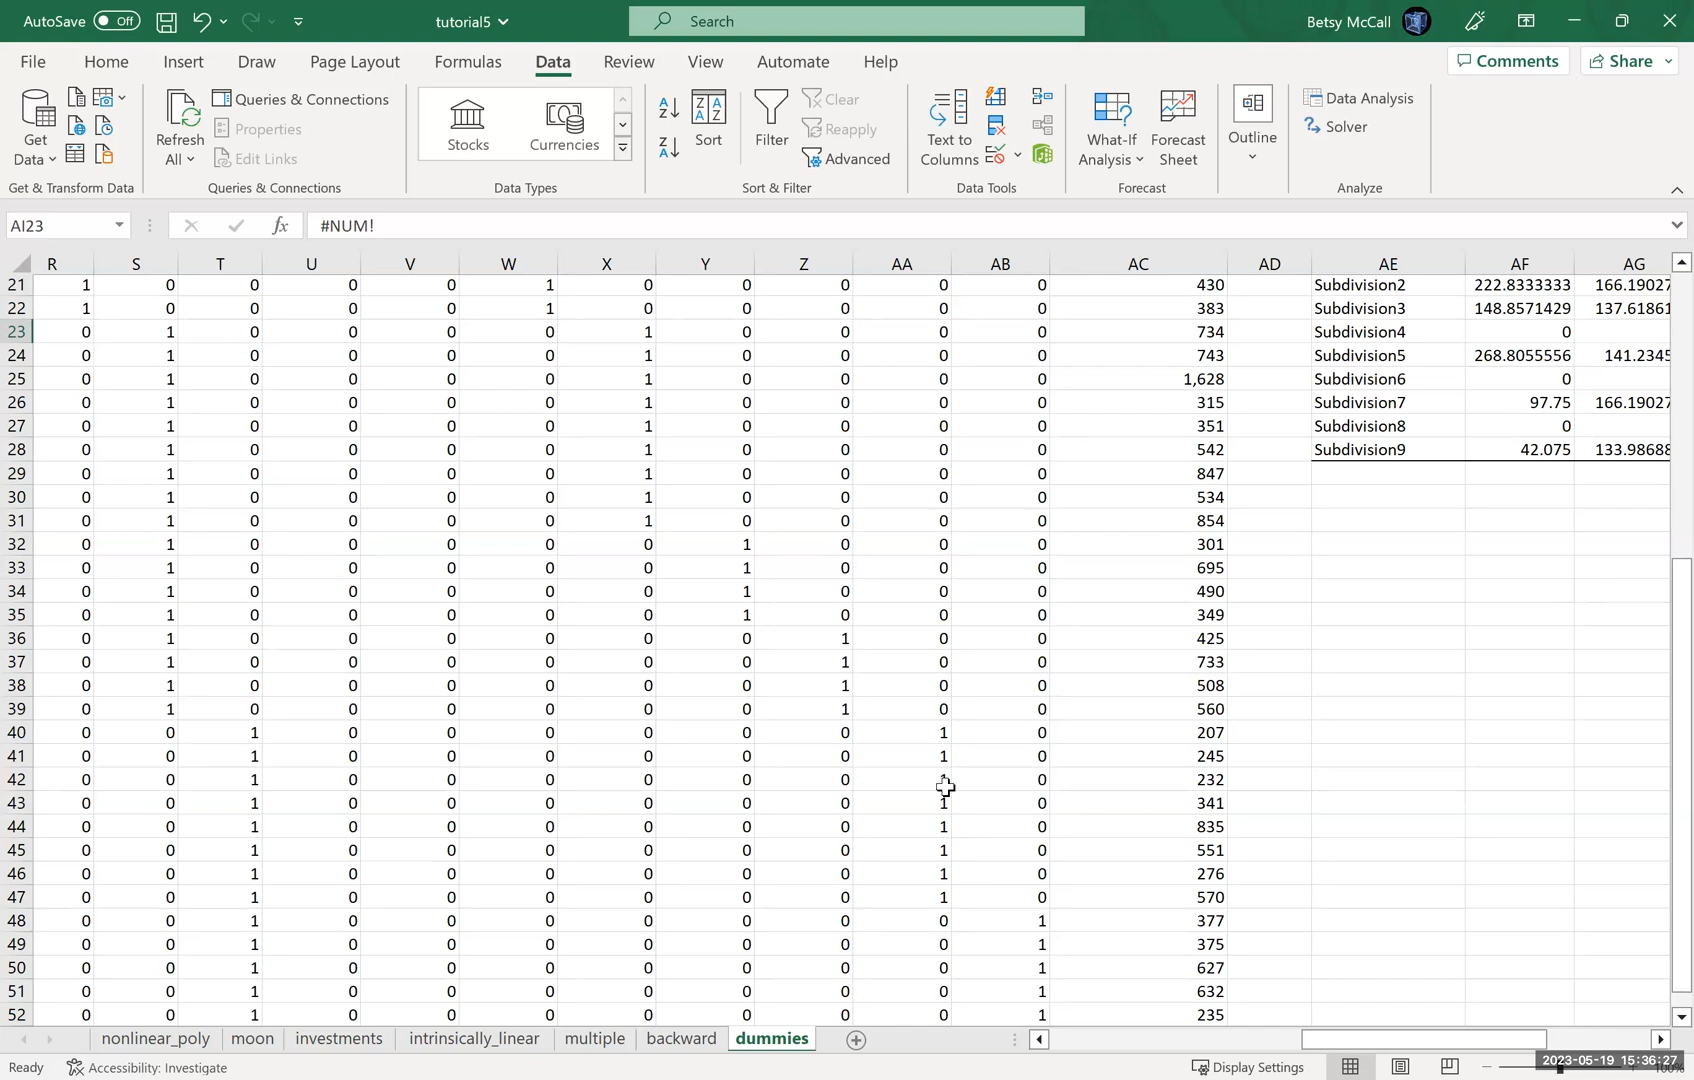 AutoSave Off tutorial5 Search Betsy McCall
File Home Insert Draw Page Layout Formulas Data Review View Automate Help Comments Share
Get Data
Refresh All
Queries & Connections
Properties
Edit Links
Stocks Currencies
Sort
Filter
Clear
Reapply
Advanced
Text to Columns
What-If Analysis
Forecast Sheet
Outline
Data Analysis
Solver
Get & Transform Data Queries & Connections Data Types Sort & Filter Data Tools Forecast Analyze
AI23 fx #NUM!
R S T U V W X Y Z AA AB AC AD AE AF AG
21 1 0 0 0 0 1 0 0 0 0 0 430 Subdivision2 222.8333333 166.19027
22 1 0 0 0 0 1 0 0 0 0 0 383 Subdivision3 148.8571429 137.61861
23 0 1 0 0 0 0 1 0 0 0 0 734 Subdivision4 0
24 0 1 0 0 0 0 1 0 0 0 0 743 Subdivision5 268.8055556 141.2345
25 0 1 0 0 0 0 1 0 0 0 0 1,628 Subdivision6 0
26 0 1 0 0 0 0 1 0 0 0 0 315 Subdivision7 97.75 166.19027
27 0 1 0 0 0 0 1 0 0 0 0 351 Subdivision8 0
28 0 1 0 0 0 0 1 0 0 0 0 542 Subdivision9 42.075 133.98688
29 0 1 0 0 0 0 1 0 0 0 0 847
30 0 1 0 0 0 0 1 0 0 0 0 534
31 0 1 0 0 0 0 1 0 0 0 0 854
32 0 1 0 0 0 0 0 1 0 0 0 301
33 0 1 0 0 0 0 0 1 0 0 0 695
34 0 1 0 0 0 0 0 1 0 0 0 490
35 0 1 0 0 0 0 0 1 0 0 0 349
36 0 1 0 0 0 0 0 0 1 0 0 425
37 0 1 0 0 0 0 0 0 1 0 0 733
38 0 1 0 0 0 0 0 0 1 0 0 508
39 0 1 0 0 0 0 0 0 1 0 0 560
40 0 0 1 0 0 0 0 0 0 1 0 207
41 0 0 1 0 0 0 0 0 0 1 0 245
42 0 0 1 0 0 0 0 0 0 1 0 232
43 0 0 1 0 0 0 0 0 0 1 0 341
44 0 0 1 0 0 0 0 0 0 1 0 835
45 0 0 1 0 0 0 0 0 0 1 0 551
46 0 0 1 0 0 0 0 0 0 1 0 276
47 0 0 1 0 0 0 0 0 0 1 0 570
48 0 0 1 0 0 0 0 0 0 0 1 377
49 0 0 1 0 0 0 0 0 0 0 1 375
50 0 0 1 0 0 0 0 0 0 0 1 627
51 0 0 1 0 0 0 0 0 0 0 1 632
52 0 0 1 0 0 0 0 0 0 0 1 235
nonlinear_poly moon investments intrinsically_linear multiple backward dummies
Ready Accessibility: Investigate Display Settings 100%
2023-05-19 15:36:27